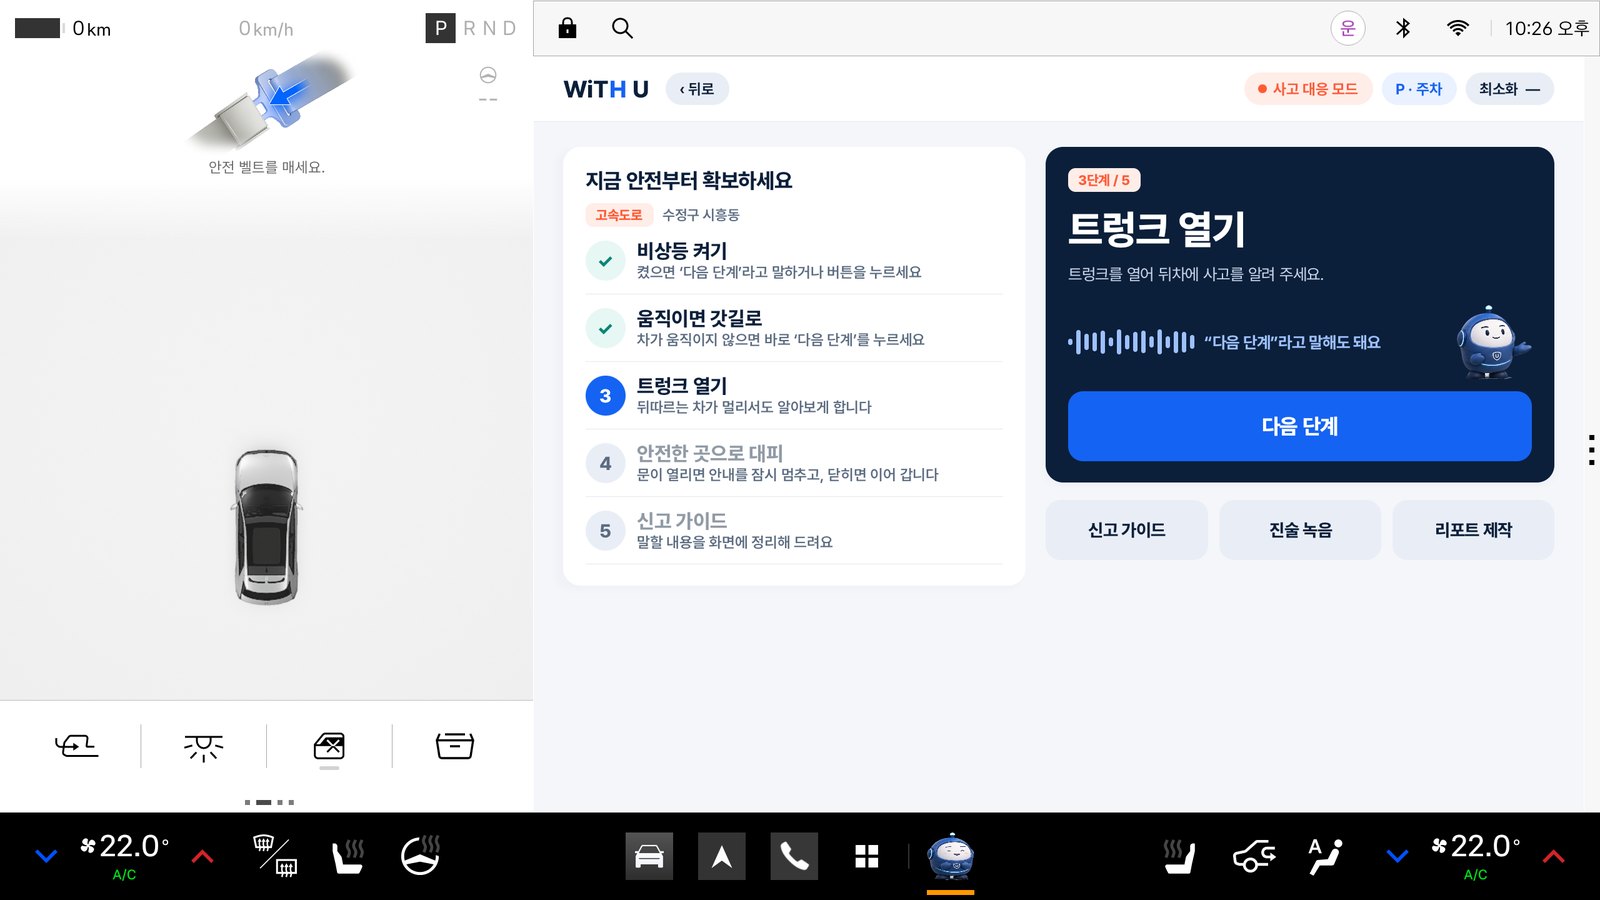 0 km
0 km/h
P R N D
안전 벨트를 매세요.
--
운
10:26 오후
WiTH U
‹ 뒤로
사고 대응 모드
P · 주차
최소화 —
지금 안전부터 확보하세요
고속도로 수정구 시흥동
비상등 켜기
켰으면 ‘다음 단계’라고 말하거나 버튼을 누르세요
움직이면 갓길로
차가 움직이지 않으면 바로 ‘다음 단계’를 누르세요
3
트렁크 열기
뒤따르는 차가 멀리서도 알아보게 합니다
4
안전한 곳으로 대피
문이 열리면 안내를 잠시 멈추고, 닫히면 이어 갑니다
5
신고 가이드
말할 내용을 화면에 정리해 드려요
3단계 / 5
트렁크 열기
트렁크를 열어 뒤차에 사고를 알려 주세요.
“다음 단계”라고 말해도 돼요
다음 단계
신고 가이드
진술 녹음
리포트 제작
22.0°
A/C
A
22.0°
A/C